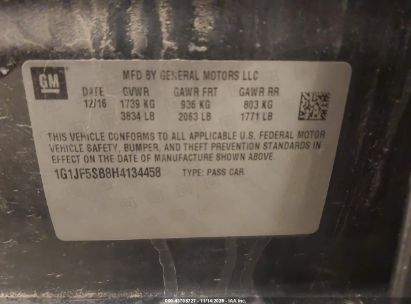 GM
MFD BY GENERAL MOTORS LLC
DATE GVWR GAWR FRT GAWR RR
12/16 1739 KG 936 KG 803 KG
3834 LB 2063 LB 1771 LB
THIS VEHICLE CONFORMS TO ALL APPLICABLE U.S. FEDERAL MOTOR
VEHICLE SAFETY, BUMPER, AND THEFT PREVENTION STANDARDS IN
EFFECT ON THE DATE OF MANUFACTURE SHOWN ABOVE.
1G1JF5SB8H4134458 TYPE: PASS CAR